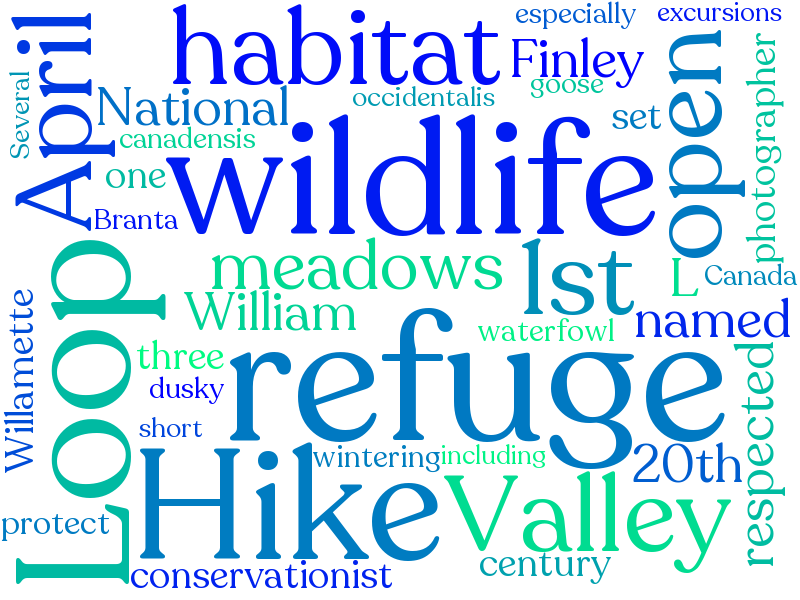 especially
excursions
habitat
Finley
April
Several
National
occidentalis
goose
set
open
photographer
canadensis
one
wildlife
Branta
meadows
1st
L
Canada
Loop
William
Willamette
waterfowl
named
three
refuge
dusky
short
respected
Hike
wintering
including
20th
Valley
protect
century
conservationist